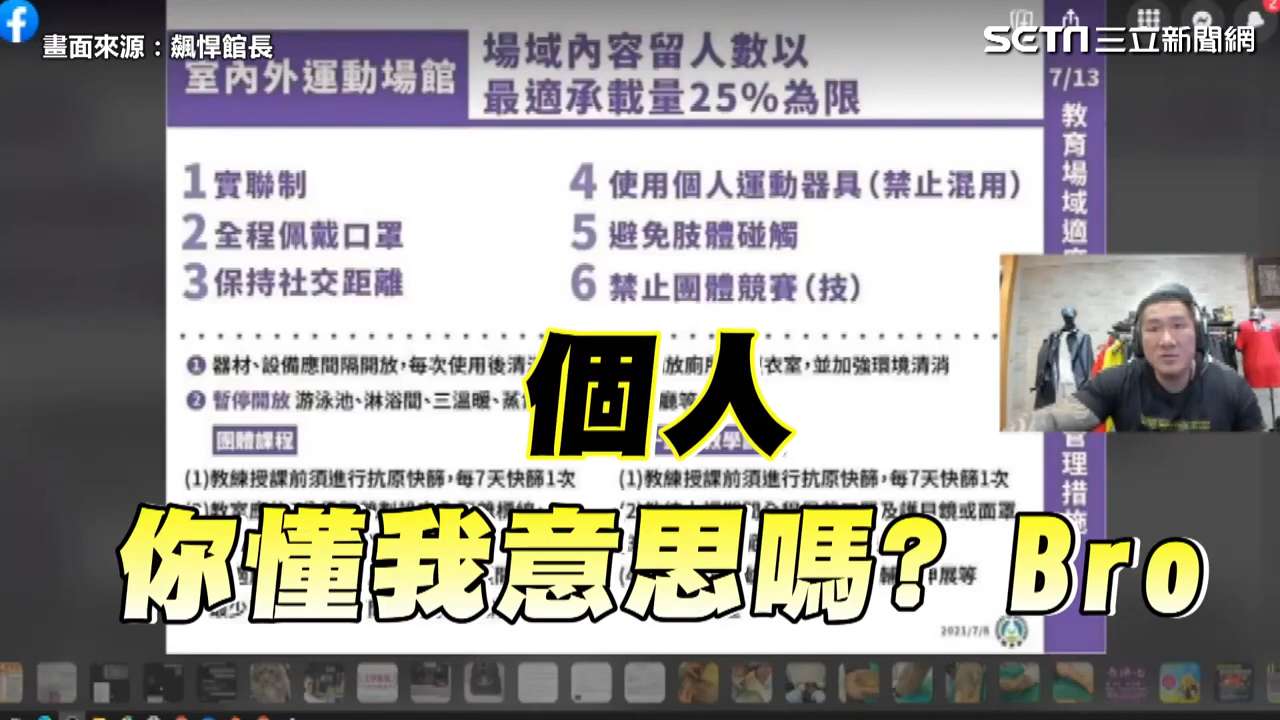 畫面來源：飆悍館長
SETN三立新聞網
室內外運動場館
場域內容留人數以
最適承載量25%為限
7/13
教育場域適
管理措施
1 實聯制
2 全程佩戴口罩
3 保持社交距離
4 使用個人運動器具（禁止混用）
5 避免肢體碰觸
6 禁止團體競賽（技）
❶ 器材、設備應間隔開放，每次使用後清
衣室，並加強環境清消
❷ 暫停開放 游泳池、淋浴間、三溫暖、蒸
廳等
個人
團體課程
(1)教練授課前須進行抗原快篩，每7天快篩1次
(1)教練授課前須進行抗原快篩，每7天快篩1次
你懂我意思嗎? Bro
2021/7/8